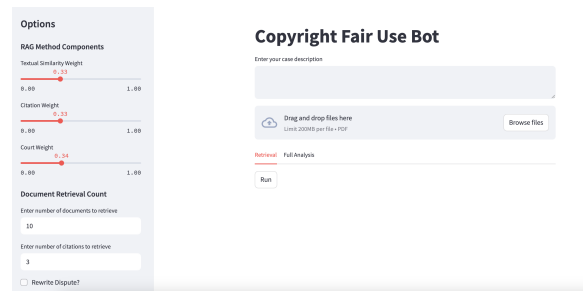 Options
RAG Method Components
Textual Similarity Weight
0.33
0.00 1.00
Citation Weight
0.33
0.00 1.00
Court Weight
0.34
0.00 1.00
Document Retrieval Count
Enter number of documents to retrieve
10
Enter number of citations to retrieve
3
Rewrite Dispute?
Copyright Fair Use Bot
Enter your case description
Drag and drop files here
Limit 200MB per file • PDF
Browse files
Retrieval Full Analysis
Run